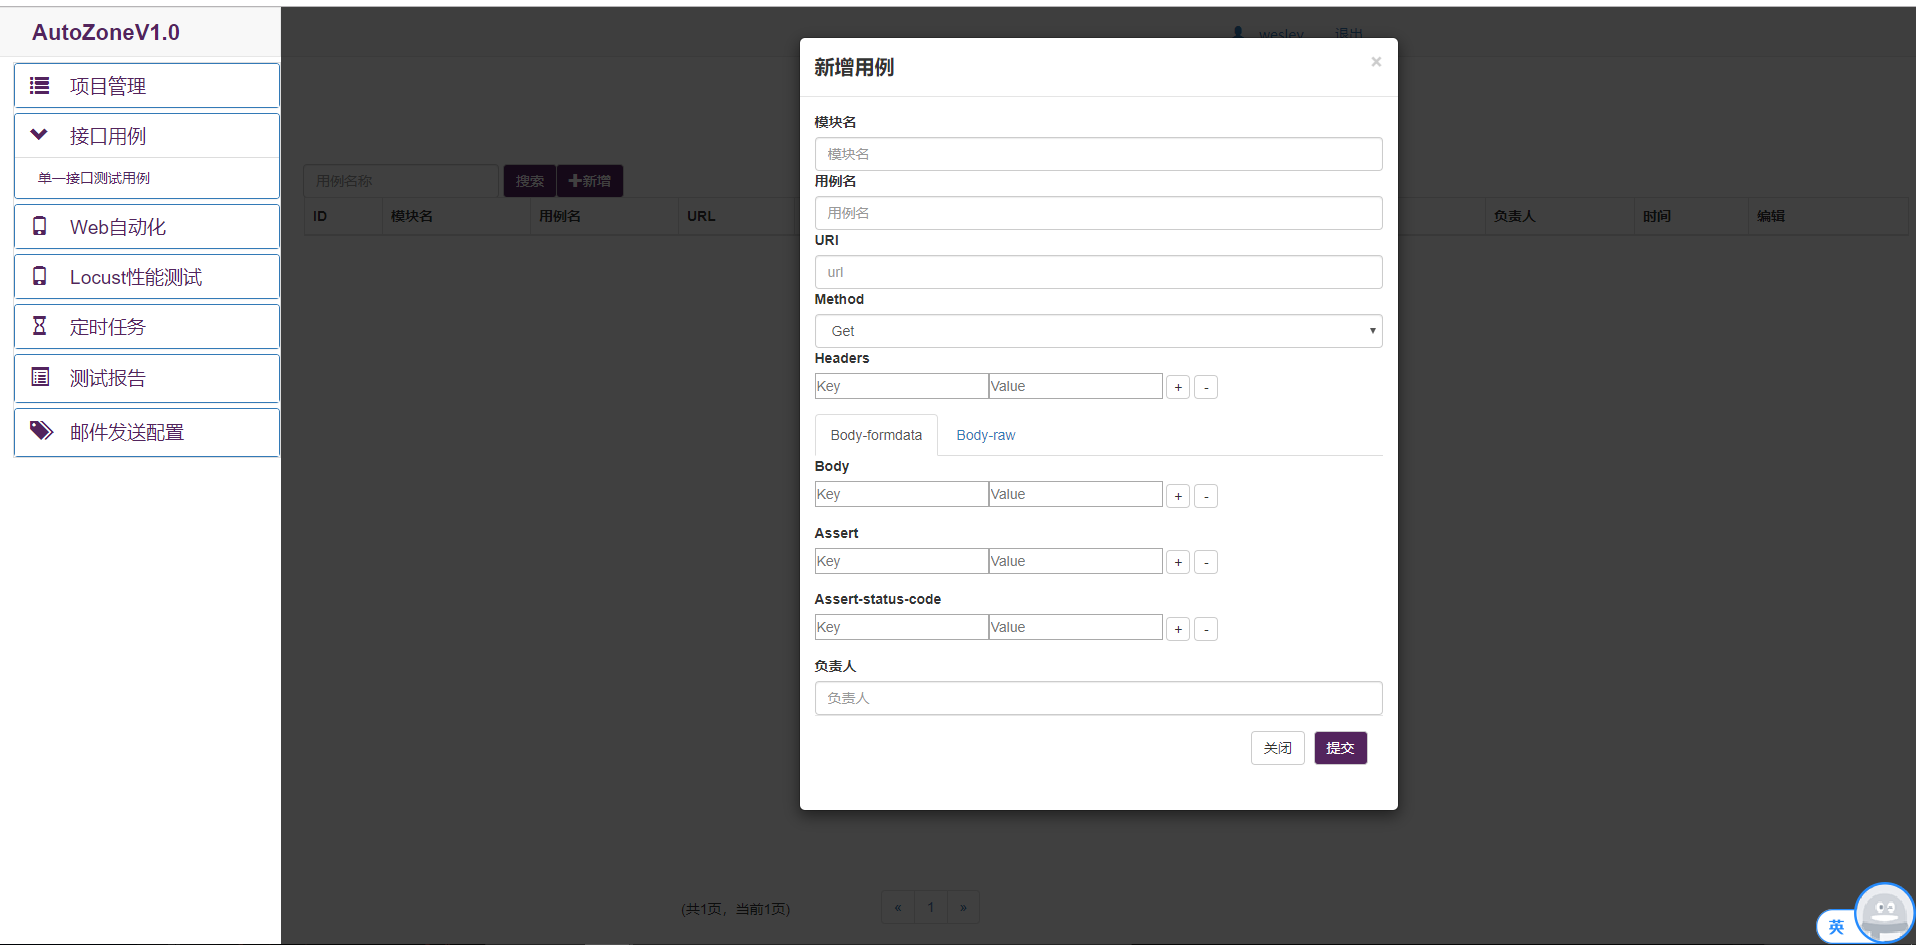 AutoZoneV1.0
项目管理
接口用例
单一接口测试用例
Web自动化
Locust性能测试
定时任务
测试报告
邮件发送配置
wesley 退出
用例名称 搜索 新增
ID 模块名 用例名 URL 负责人 时间 编辑
新增用例 ×
模块名
模块名
用例名
用例名
URI
url
Method
Get
Headers
Key Value + -
Body-formdata Body-raw
Body
Key Value + -
Assert
Key Value + -
Assert-status-code
Key Value + -
负责人
负责人
关闭 提交
(共1页，当前1页) « 1 »
英